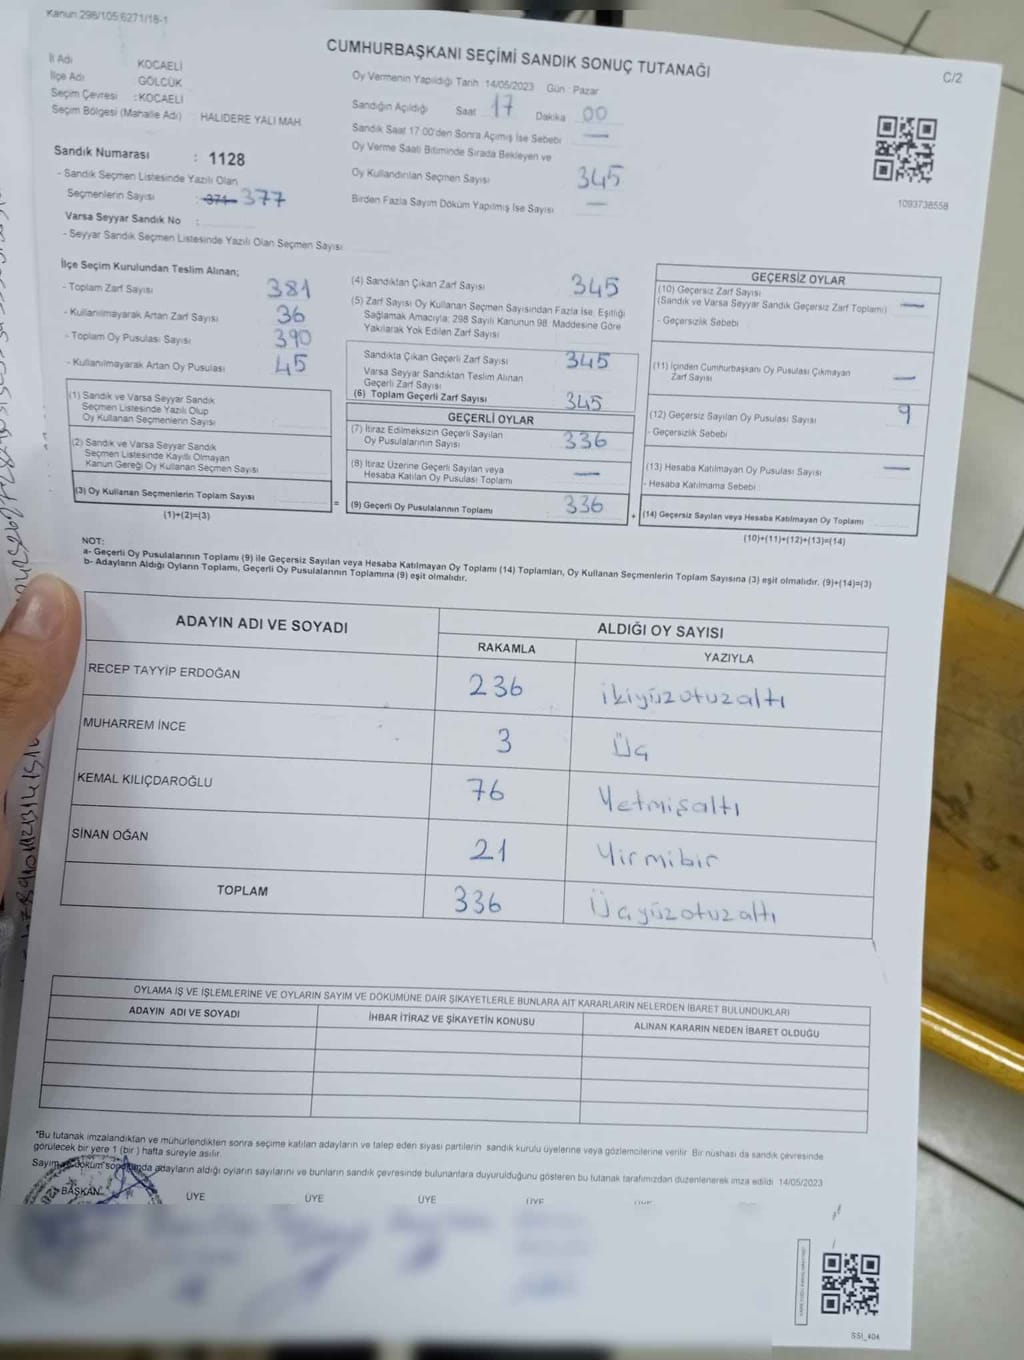 Kanun:298/105:6271/18-1
CUMHURBAŞKANI SEÇİMİ SANDIK SONUÇ TUTANAĞI
C/2
İl Adı KOCAELİ
İlçe Adı GÖLCÜK
Seçim Çevresi : KOCAELİ
Seçim Bölgesi (Mahalle Adı) HALIDERE YALI MAH.
Oy Vermenin Yapıldığı Tarih :14/05/2023 Gün : Pazar
Sandığın Açıldığı Saat 17 Dakika 00
Sandık Saat 17:00'den Sonra Açımış İse Sebebi —
Oy Verme Saati Bitiminde Sırada Bekleyen ve
Oy Kullandırılan Seçmen Sayısı 345
Birden Fazla Sayım Döküm Yapılmış İse Sayısı —
1093738558
Sandık Numarası : 1128
- Sandık Seçmen Listesinde Yazılı Olan
Seçmenlerin Sayısı : 371 377
Varsa Seyyar Sandık No :
- Seyyar Sandık Seçmen Listesinde Yazılı Olan Seçmen Sayısı:
İlçe Seçim Kurulundan Teslim Alınan;
- Toplam Zarf Sayısı 381
- Kullanılmayarak Artan Zarf Sayısı 36
- Toplam Oy Pusulası Sayısı 390
- Kullanılmayarak Artan Oy Pusulası 45
(1) Sandık ve Varsa Seyyar Sandık
Seçmen Listesinde Yazılı Olup
Oy Kullanan Seçmenlerin Sayısı
(2) Sandık ve Varsa Seyyar Sandık
Seçmen Listesinde Kayıtlı Olmayan
Kanun Gereği Oy Kullanan Seçmen Sayısı
(3) Oy Kullanan Seçmenlerin Toplam Sayısı
(1)+(2)=(3)
(4) Sandıktan Çıkan Zarf Sayısı 345
(5) Zarf Sayısı Oy Kullanan Seçmen Sayısından Fazla İse, Eşitliği
Sağlamak Amacıyla; 298 Sayılı Kanunun 98. Maddesine Göre
Yakılarak Yok Edilen Zarf Sayısı
Sandıkta Çıkan Geçerli Zarf Sayısı 345
Varsa Seyyar Sandıktan Teslim Alınan
Geçerli Zarf Sayısı
(6) Toplam Geçerli Zarf Sayısı 345
GEÇERLİ OYLAR
(7) İtiraz Edilmeksizin Geçerli Sayılan
Oy Pusulalarının Sayısı 336
(8) İtiraz Üzerine Geçerli Sayılan veya
Hesaba Katılan Oy Pusulası Toplamı —
= (9) Geçerli Oy Pusulalarının Toplamı 336
GEÇERSİZ OYLAR
(10) Geçersiz Zarf Sayısı
(Sandık ve Varsa Seyyar Sandık Geçersiz Zarf Toplamı) —
- Geçersizlik Sebebi
(11) İçinden Cumhurbaşkanı Oy Pusulası Çıkmayan
Zarf Sayısı —
(12) Geçersiz Sayılan Oy Pusulası Sayısı 9
- Geçersizlik Sebebi
(13) Hesaba Katılmayan Oy Pusulası Sayısı —
- Hesaba Katılmama Sebebi
+ (14) Geçersiz Sayılan veya Hesaba Katılmayan Oy Toplamı
(10)+(11)+(12)+(13)=(14)
NOT:
a- Geçerli Oy Pusulalarının Toplamı (9) ile Geçersiz Sayılan veya Hesaba Katılmayan Oy Toplamı (14) Toplamları, Oy Kullanan Seçmenlerin Toplam Sayısına (3) eşit olmalıdır. (9)+(14)=(3)
b- Adayların Aldığı Oyların Toplamı, Geçerli Oy Pusulalarının Toplamına (9) eşit olmalıdır.
ADAYIN ADI VE SOYADI
ALDIĞI OY SAYISI
RAKAMLA YAZIYLA
RECEP TAYYİP ERDOĞAN 236 ikiyüzotuzaltı
MUHARREM İNCE 3 Üç
KEMAL KILIÇDAROĞLU 76 Yetmişaltı
SİNAN OĞAN 21 Yirmibir
TOPLAM 336 Üçyüzotuzaltı
OYLAMA İŞ VE İŞLEMLERİNE VE OYLARIN SAYIM VE DÖKÜMÜNE DAİR ŞİKAYETLERLE BUNLARA AİT KARARLARIN NELERDEN İBARET BULUNDUKLARI
ADAYIN ADI VE SOYADI İHBAR İTİRAZ VE ŞİKAYETİN KONUSU ALINAN KARARIN NEDEN İBARET OLDUĞU
*Bu tutanak imzalandıktan ve mühürlendikten sonra seçime katılan adayların ve talep eden siyasi partilerin sandık kurulu üyelerine veya gözlemcilerine verilir. Bir nüshası da sandık çevresinde
görülecek bir yere 1 (bir) hafta süreyle asılır.
Sayım ve döküm sonucunda adayların aldığı oyların sayılarını ve bunların sandık çevresinde bulunanlara duyurulduğunu gösteren bu tutanak tarafımızdan düzenlenerek imza edildi. 14/05/2023
BAŞKAN ÜYE ÜYE ÜYE ÜYE ÜYE
SSI_404